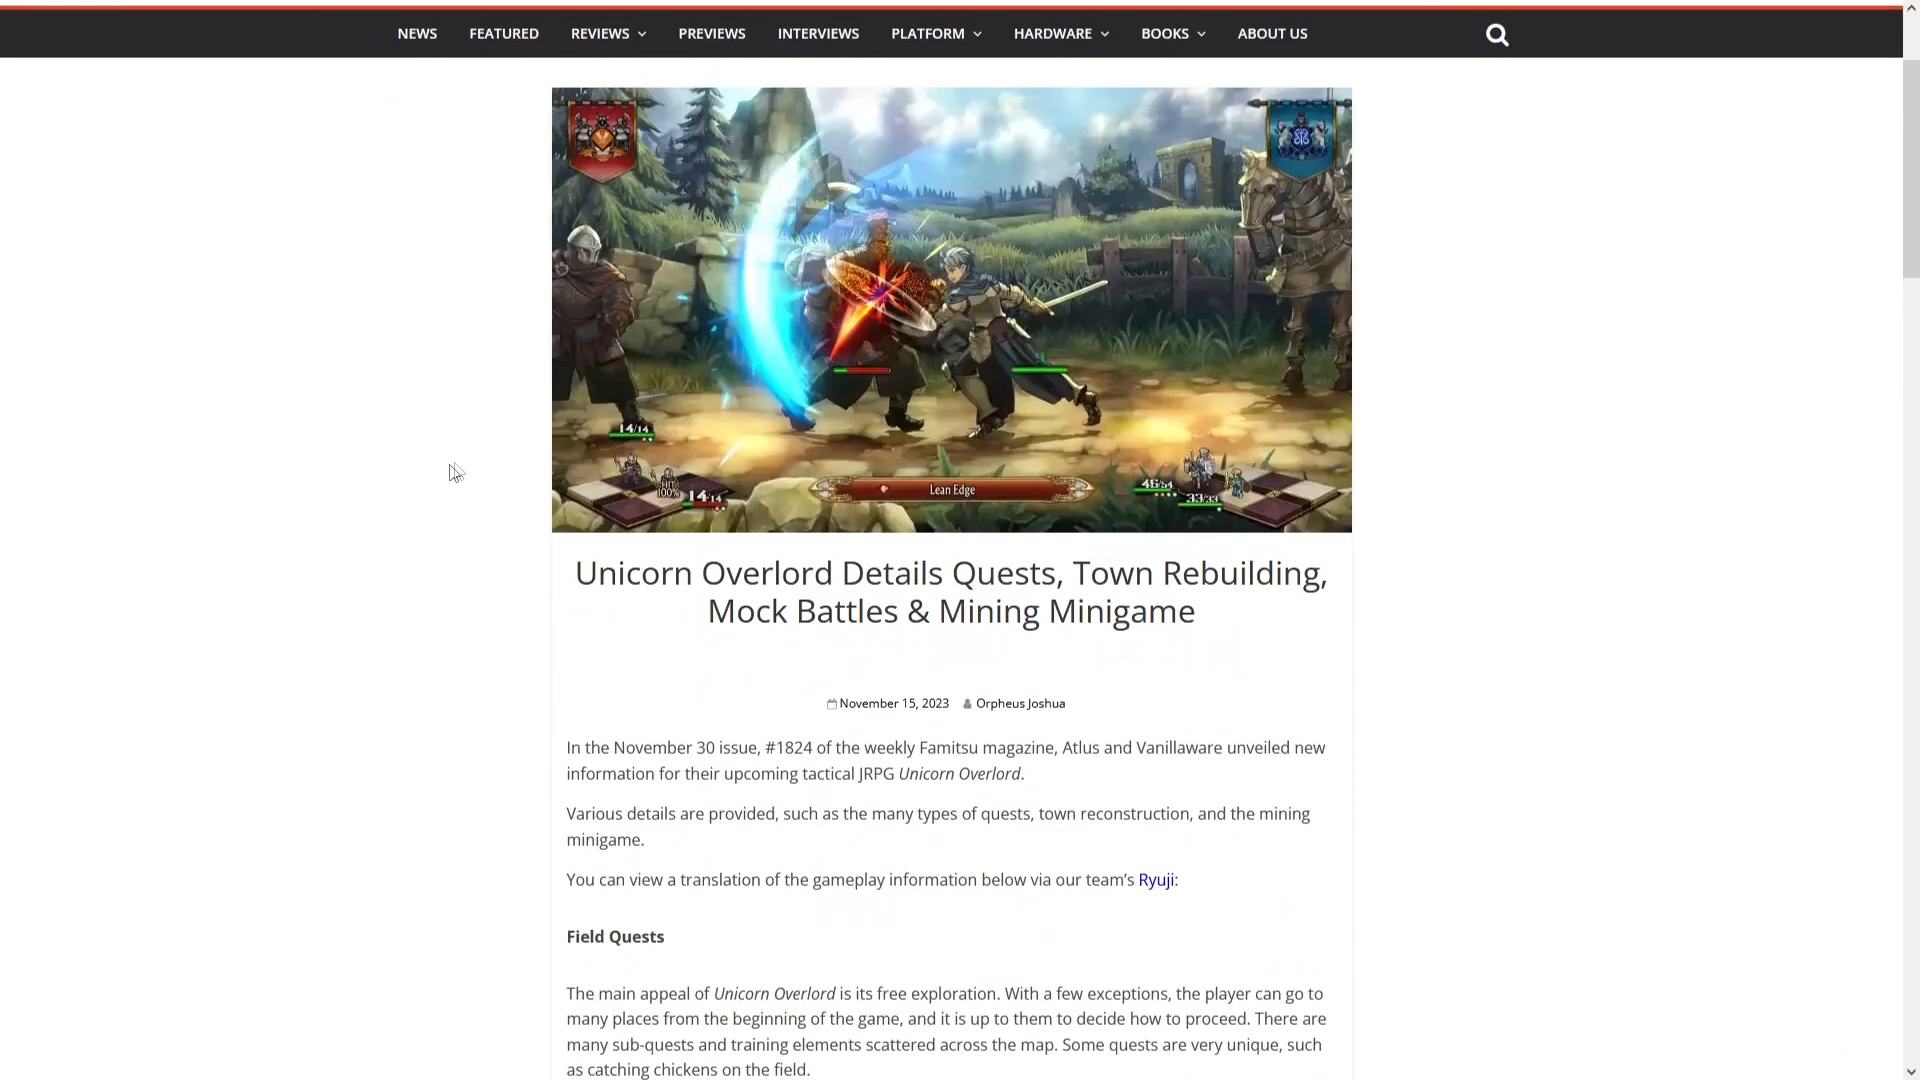 NEWS FEATURED REVIEWS PREVIEWS INTERVIEWS PLATFORM HARDWARE BOOKS ABOUT US
14/14
HIT
100%
14/14
Lean Edge
33/33
Unicorn Overlord Details Quests, Town Rebuilding,
Mock Battles & Mining Minigame
November 15, 2023 Orpheus Joshua
In the November 30 issue, #1824 of the weekly Famitsu magazine, Atlus and Vanillaware unveiled new
information for their upcoming tactical JRPG Unicorn Overlord.
Various details are provided, such as the many types of quests, town reconstruction, and the mining
minigame.
You can view a translation of the gameplay information below via our team’s Ryuji:
Field Quests
The main appeal of Unicorn Overlord is its free exploration. With a few exceptions, the player can go to
many places from the beginning of the game, and it is up to them to decide how to proceed. There are
many sub-quests and training elements scattered across the map. Some quests are very unique, such
as catching chickens on the field.